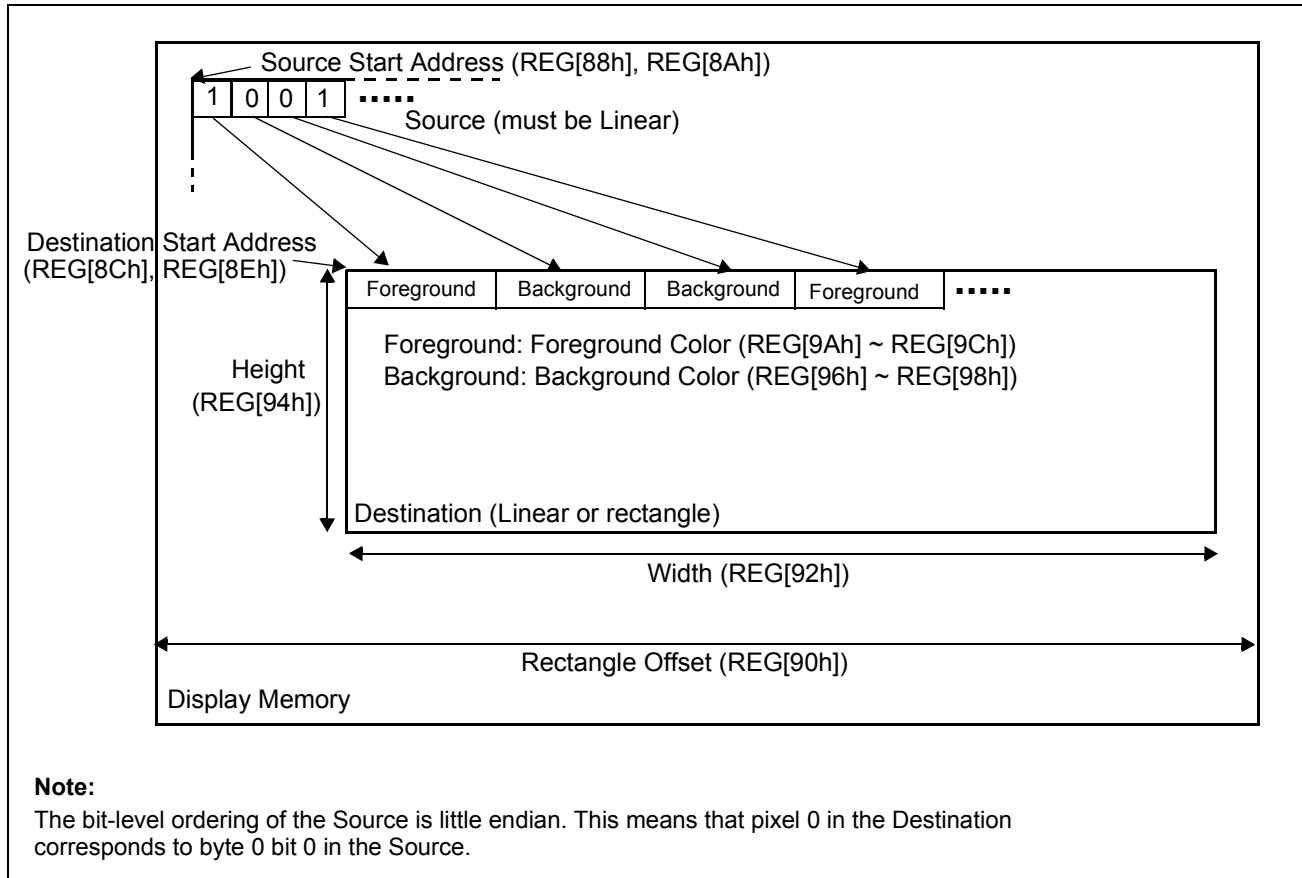 Source Start Address (REG[88h], REG[8Ah])
1 0 0 1
Source (must be Linear)
Destination Start Address
(REG[8Ch], REG[8Eh])
Foreground Background Background Foreground
Foreground: Foreground Color (REG[9Ah] ~ REG[9Ch])
Background: Background Color (REG[96h] ~ REG[98h])
Height
(REG[94h])
Destination (Linear or rectangle)
Width (REG[92h])
Rectangle Offset (REG[90h])
Display Memory
Note:
The bit-level ordering of the Source is little endian. This means that pixel 0 in the Destination
corresponds to byte 0 bit 0 in the Source.